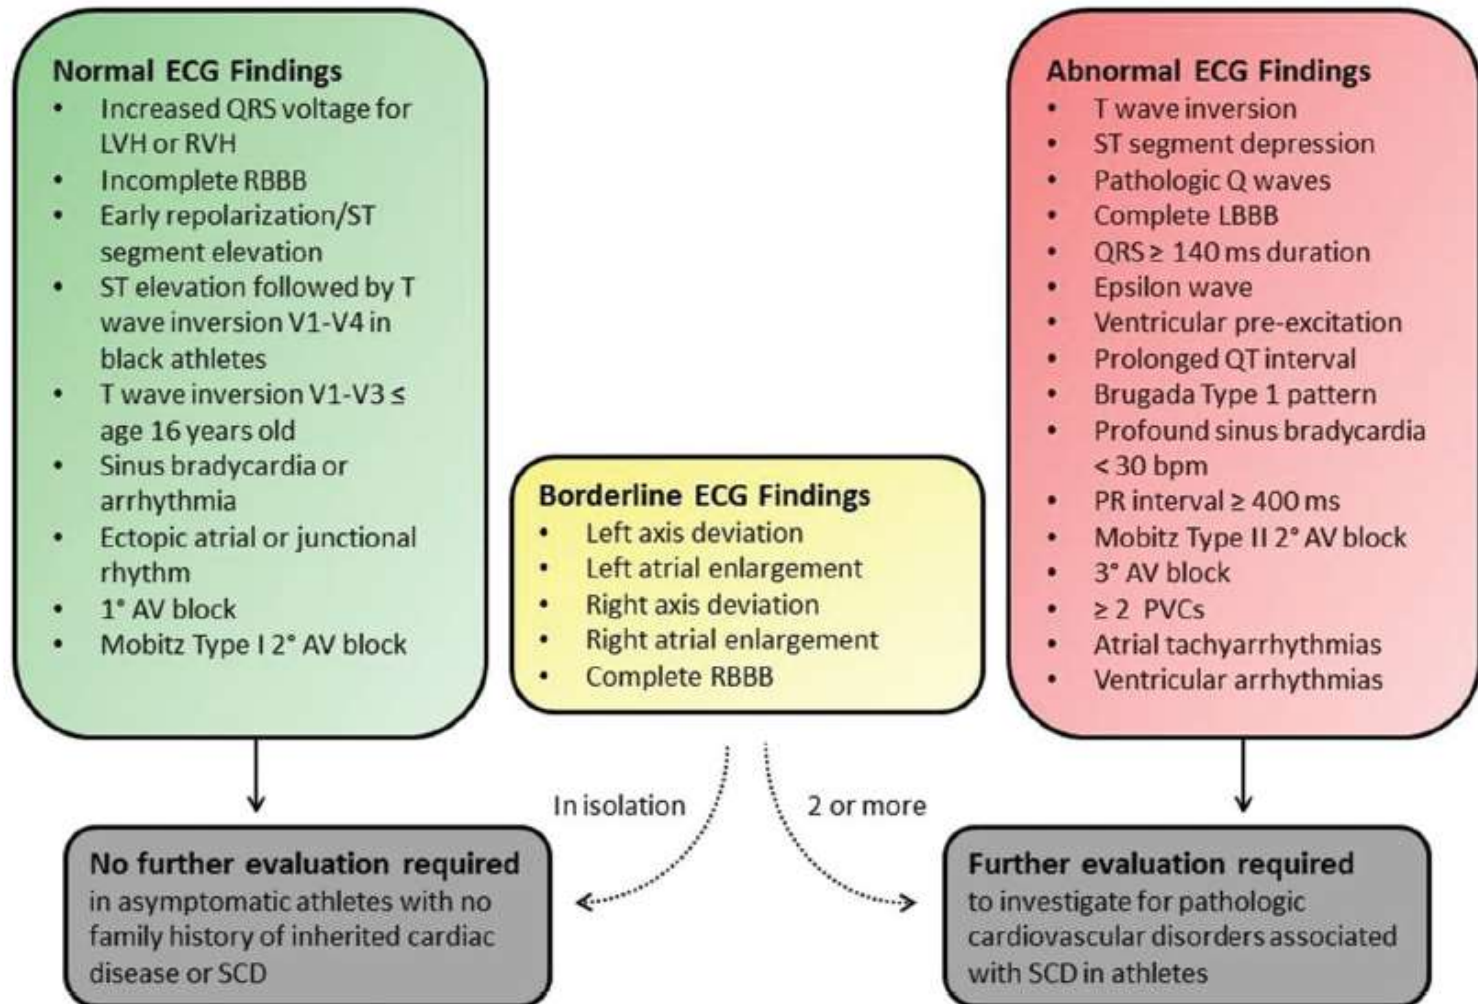 Normal ECG Findings
• Increased QRS voltage for
LVH or RVH
• Incomplete RBBB
• Early repolarization/ST
segment elevation
• ST elevation followed by T
wave inversion V1-V4 in
black athletes
• T wave inversion V1-V3 ≤
age 16 years old
• Sinus bradycardia or
arrhythmia
• Ectopic atrial or junctional
rhythm
• 1° AV block
• Mobitz Type I 2° AV block
Borderline ECG Findings
• Left axis deviation
• Left atrial enlargement
• Right axis deviation
• Right atrial enlargement
• Complete RBBB
Abnormal ECG Findings
• T wave inversion
• ST segment depression
• Pathologic Q waves
• Complete LBBB
• QRS ≥ 140 ms duration
• Epsilon wave
• Ventricular pre-excitation
• Prolonged QT interval
• Brugada Type 1 pattern
• Profound sinus bradycardia
< 30 bpm
• PR interval ≥ 400 ms
• Mobitz Type II 2° AV block
• 3° AV block
• ≥ 2 PVCs
• Atrial tachyarrhythmias
• Ventricular arrhythmias
In isolation
2 or more
No further evaluation required
in asymptomatic athletes with no
family history of inherited cardiac
disease or SCD
Further evaluation required
to investigate for pathologic
cardiovascular disorders associated
with SCD in athletes